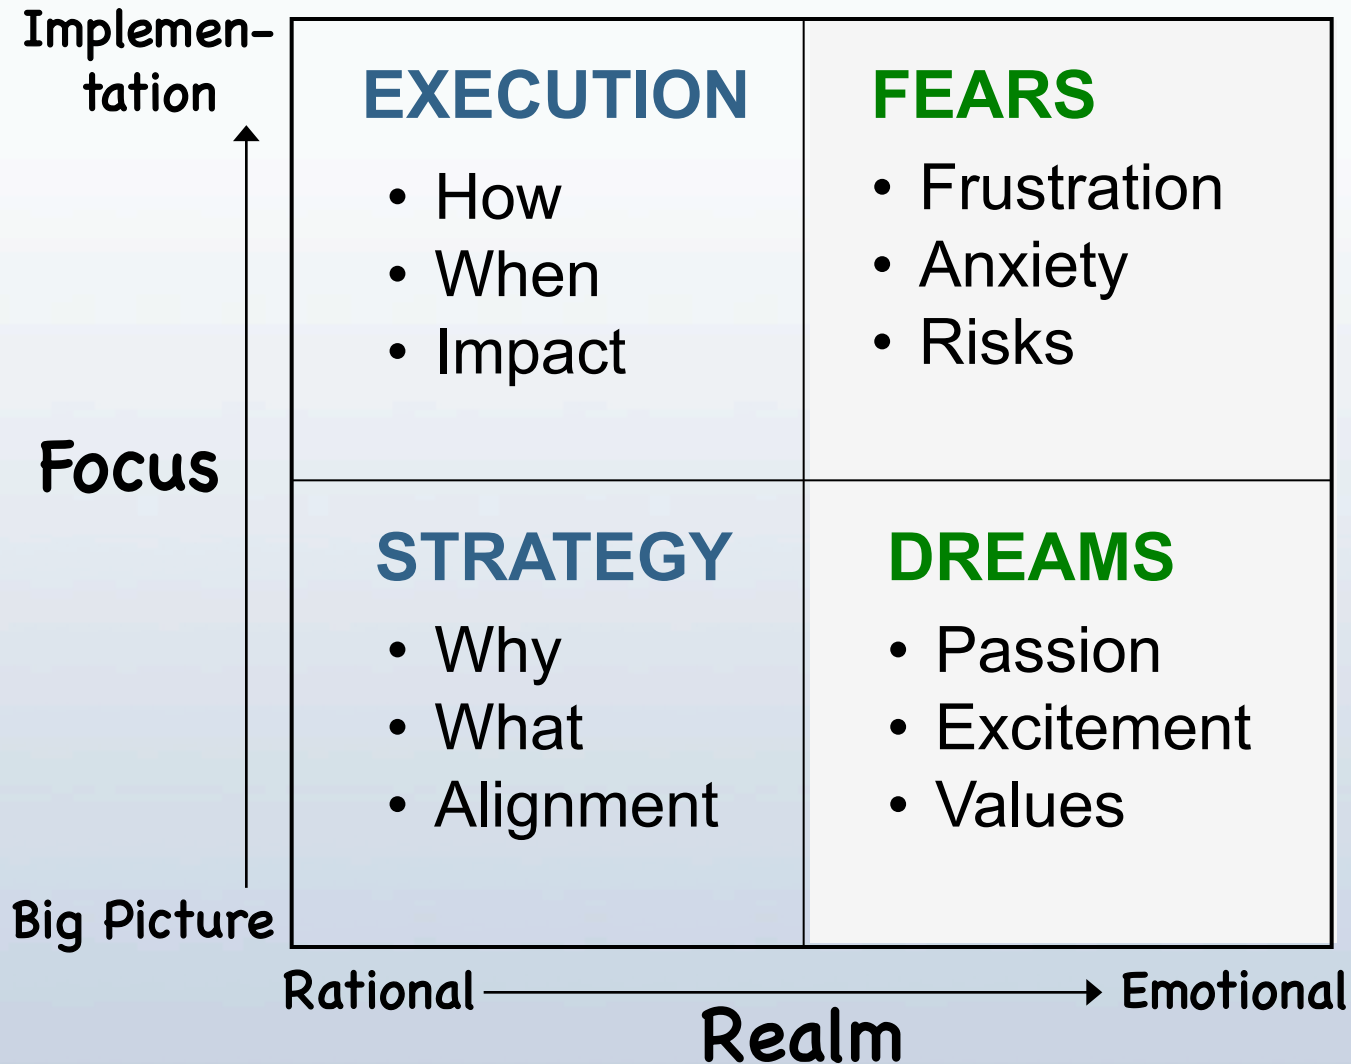 Implemen-
tation
EXECUTION
• How
• When
• Impact
FEARS
• Frustration
• Anxiety
• Risks
Focus
STRATEGY
• Why
• What
• Alignment
DREAMS
• Passion
• Excitement
• Values
Big Picture
Rational
Emotional
Realm